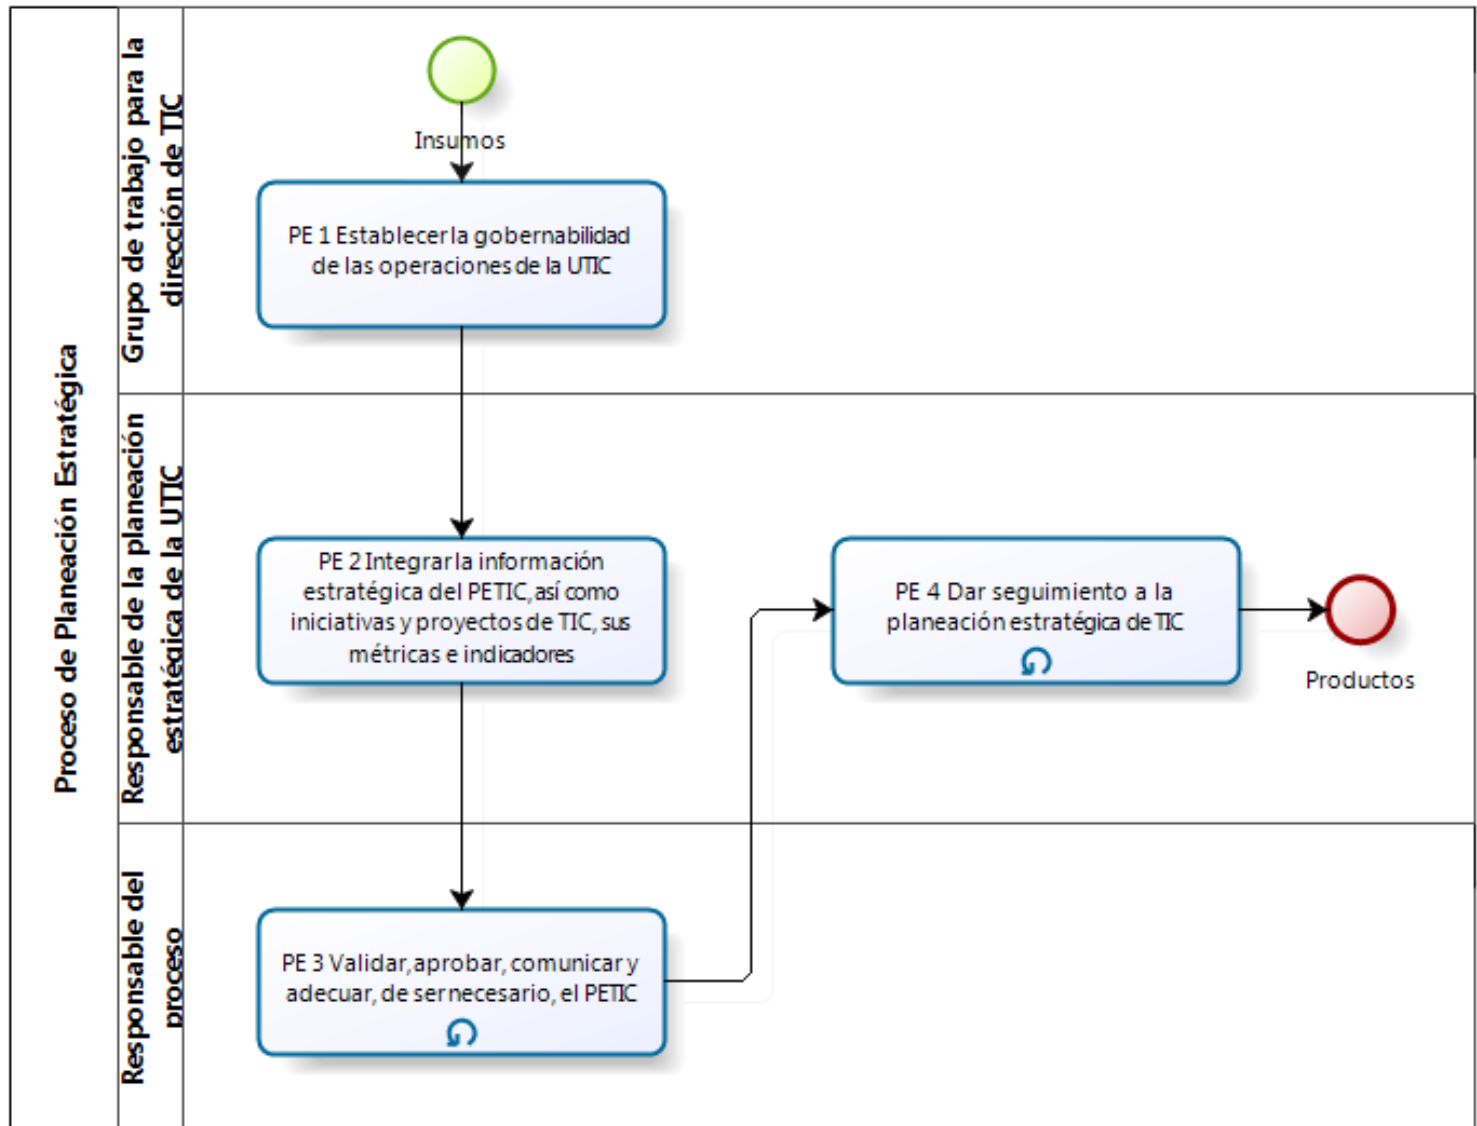 Proceso de Planeación Estratégica
Grupo de trabajo para la
dirección de TIC
Insumos
PE 1 Establecer la gobernabilidad
de las operaciones de la UTIC
Responsable de la planeación
estratégica de la UTIC
PE 2 Integrar la información
estratégica del PETIC, así como
iniciativas y proyectos de TIC, sus
métricas e indicadores
PE 4 Dar seguimiento a la
planeación estratégica de TIC
Productos
Responsable del
proceso
PE 3 Validar, aprobar, comunicar y
adecuar, de ser necesario, el PETIC